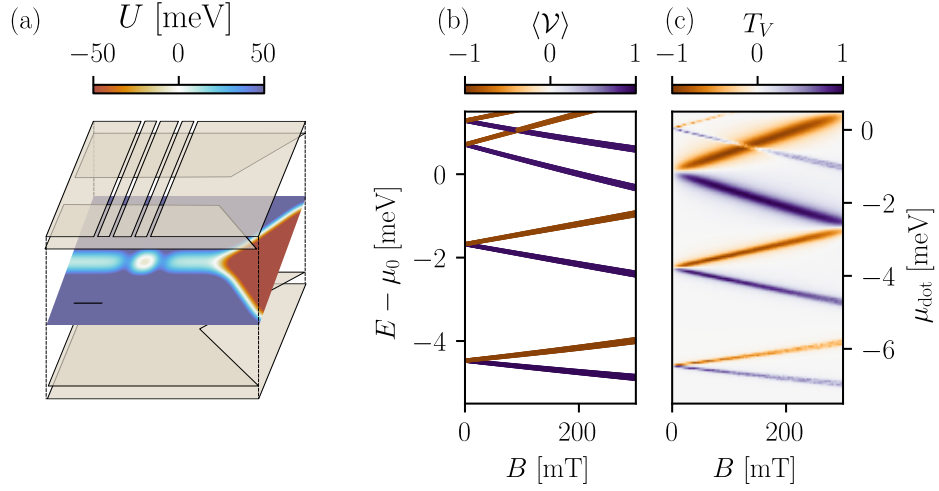 (a)
U [meV]
−50 0 50
(b)
⟨𝒱⟩
−1 0 1
E − μ₀ [meV]
0
−2
−4
0 200
B [mT]
(c)
T_V
−1 0 1
0
−2
−4
−6
μ_dot [meV]
0 200
B [mT]